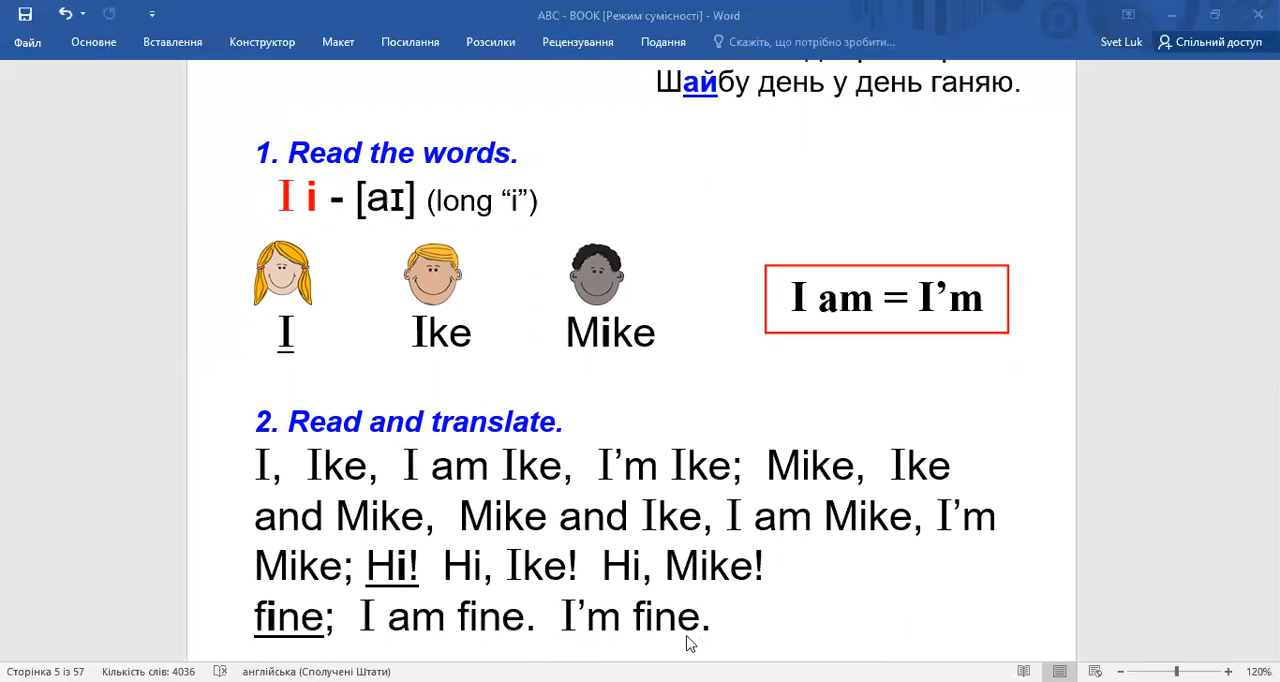 ABC - BOOK [Режим сумісності] - Word
Файл Основне Вставлення Конструктор Макет Посилання Розсилки Рецензування Подання Скажіть, що потрібно зробити... Svet Luk Спільний доступ
Шайбу день у день ганяю.
1. Read the words.
I i - [aɪ] (long “i”)
I Ike Mike
I am = I’m
2. Read and translate.
I, Ike, I am Ike, I’m Ike; Mike, Ike
and Mike, Mike and Ike, I am Mike, I’m
Mike; Hi! Hi, Ike! Hi, Mike!
fine; I am fine. I’m fine.
Сторінка 5 із 57 Кількість слів: 4036 англійська (Сполучені Штати) 120%